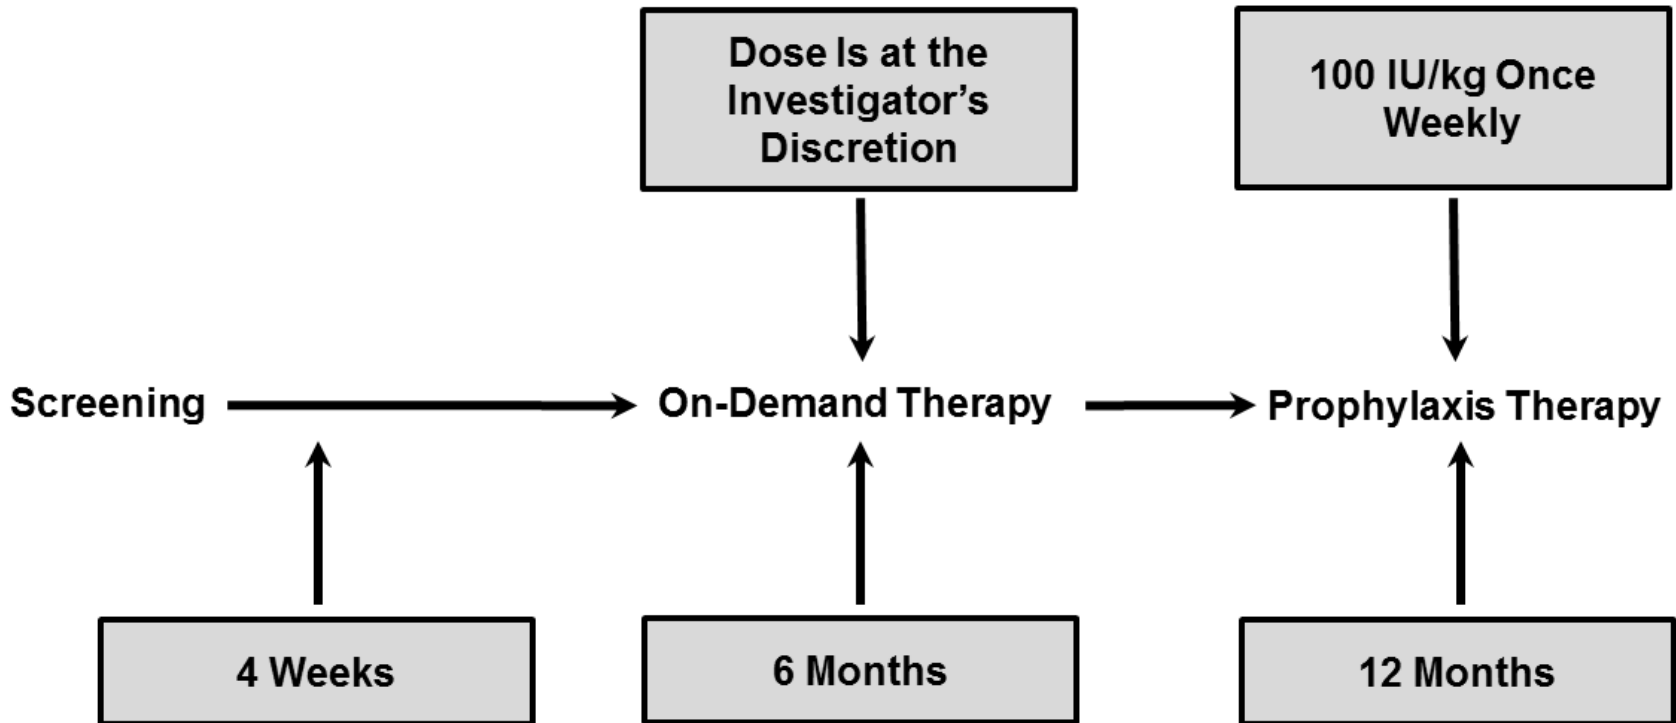 Dose Is at the
Investigator’s
Discretion
100 IU/kg Once
Weekly
Screening
On-Demand Therapy
Prophylaxis Therapy
4 Weeks
6 Months
12 Months